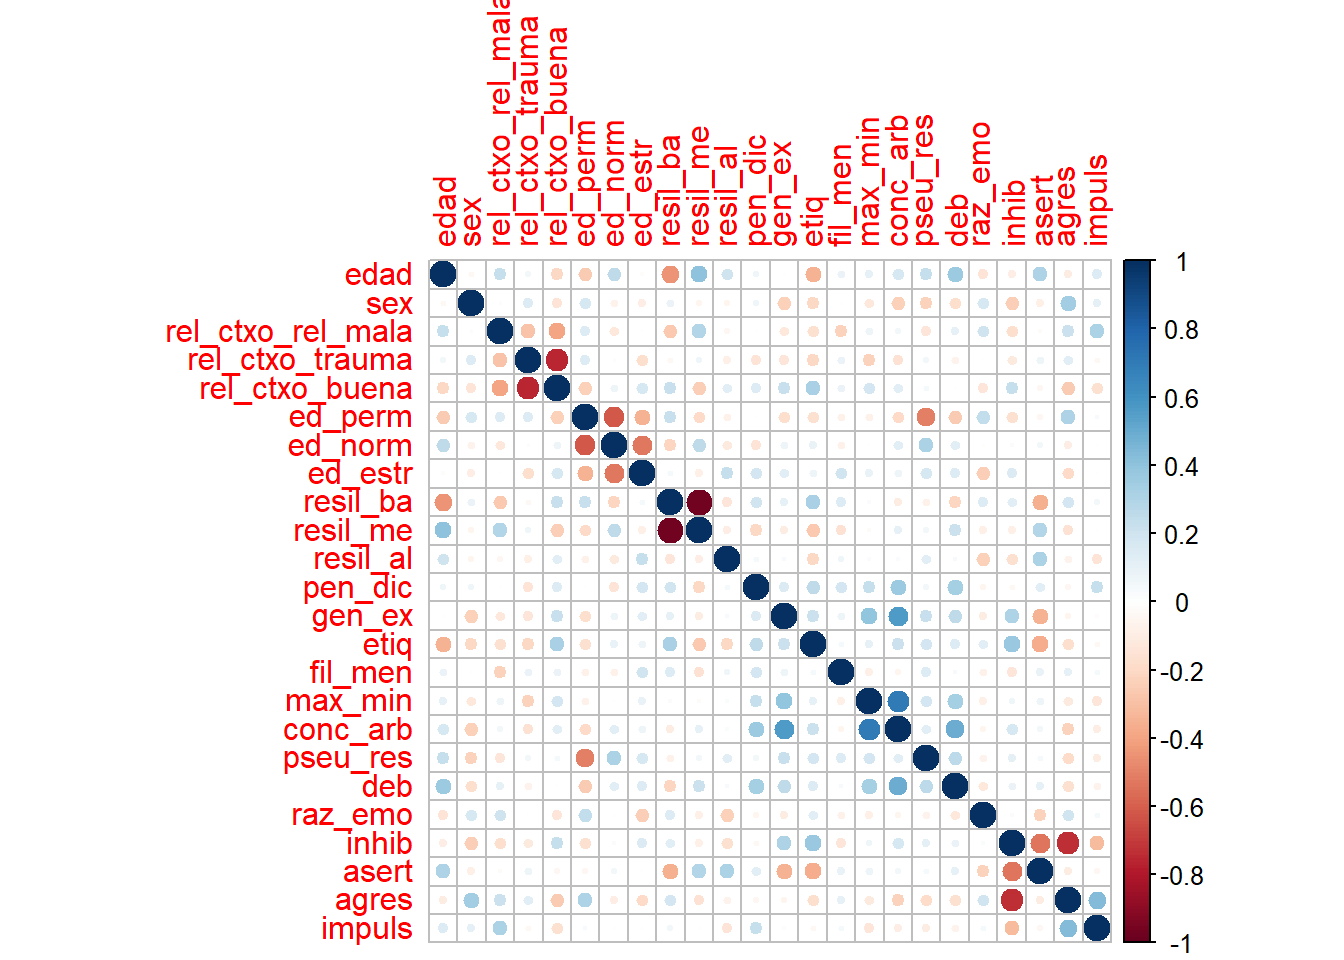 edad
sex
rel_ctxo_rel_mala
rel_ctxo_trauma
rel_ctxo_buena
ed_perm
ed_norm
ed_estr
resil_ba
resil_me
resil_al
pen_dic
gen_ex
etiq
fil_men
max_min
conc_arb
pseu_res
deb
raz_emo
inhib
asert
agres
impuls
edad
sex
rel_ctxo_rel_mala
rel_ctxo_trauma
rel_ctxo_buena
ed_perm
ed_norm
ed_estr
resil_ba
resil_me
resil_al
pen_dic
gen_ex
etiq
fil_men
max_min
conc_arb
pseu_res
deb
raz_emo
inhib
asert
agres
impuls
1
0.8
0.6
0.4
0.2
0
-0.2
-0.4
-0.6
-0.8
-1